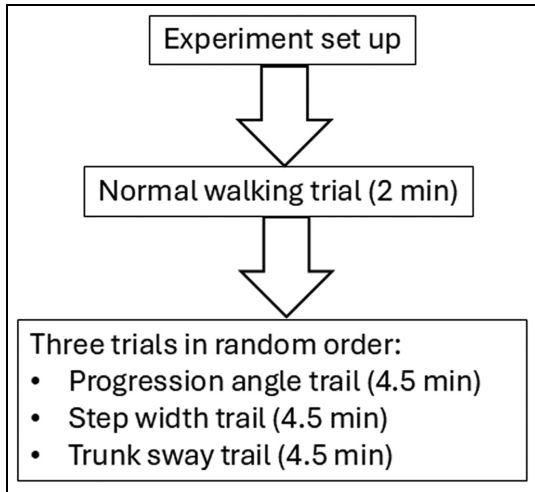 Experiment set up
Normal walking trial (2 min)
Three trials in random order:
• Progression angle trail (4.5 min)
• Step width trail (4.5 min)
• Trunk sway trail (4.5 min)